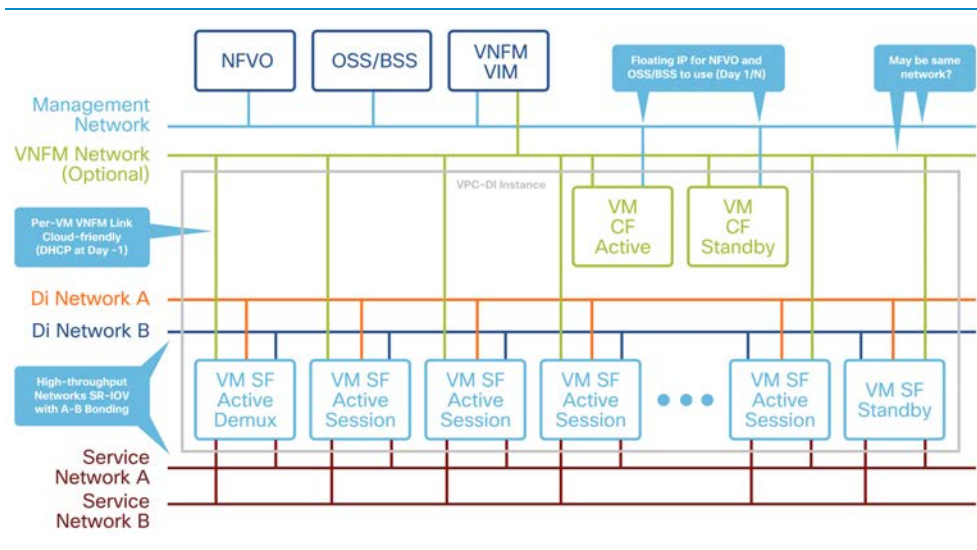 NFVO
OSS/BSS
VNFM
VIM
Floating IP for NFVO and
OSS/BSS to use (Day 1/N)
May be same
network?
Management
Network
VNFM Network
(Optional)
VPC-DI Instance
Per-VM VNFM Link
Cloud-friendly
(DHCP at Day -1)
VM
CF
Active
VM
CF
Standby
Di Network A
Di Network B
High-throughput
Networks SR-IOV
with A-B Bonding
VM SF
Active
Demux
VM SF
Active
Session
VM SF
Active
Session
VM SF
Active
Session
VM SF
Active
Session
VM SF
Standby
Service
Network A
Service
Network B